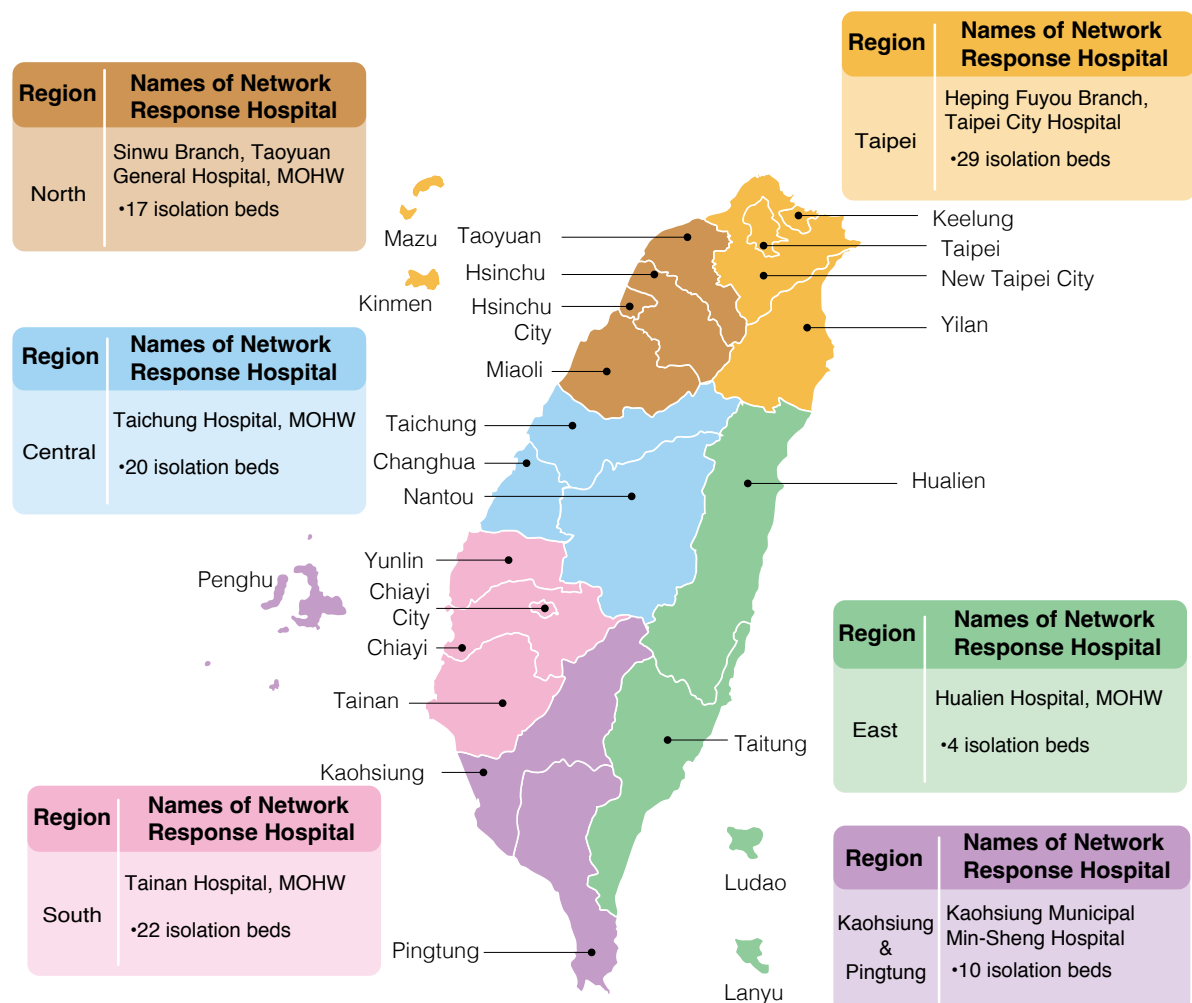 Region
Names of Network
Response Hospital
Taipei
Heping Fuyou Branch,
Taipei City Hospital
•29 isolation beds
Region
Names of Network
Response Hospital
North
Sinwu Branch, Taoyuan
General Hospital, MOHW
•17 isolation beds
Mazu
Kinmen
Taoyuan
Hsinchu
Hsinchu
City
Miaoli
Keelung
Taipei
New Taipei City
Yilan
Region
Names of Network
Response Hospital
Central
Taichung Hospital, MOHW
•20 isolation beds
Taichung
Changhua
Nantou
Hualien
Penghu
Yunlin
Chiayi
City
Chiayi
Tainan
Kaohsiung
Taitung
Region
Names of Network
Response Hospital
East
Hualien Hospital, MOHW
•4 isolation beds
Region
Names of Network
Response Hospital
South
Tainan Hospital, MOHW
•22 isolation beds
Pingtung
Ludao
Lanyu
Region
Names of Network
Response Hospital
Kaohsiung
&
Pingtung
Kaohsiung Municipal
Min-Sheng Hospital
•10 isolation beds